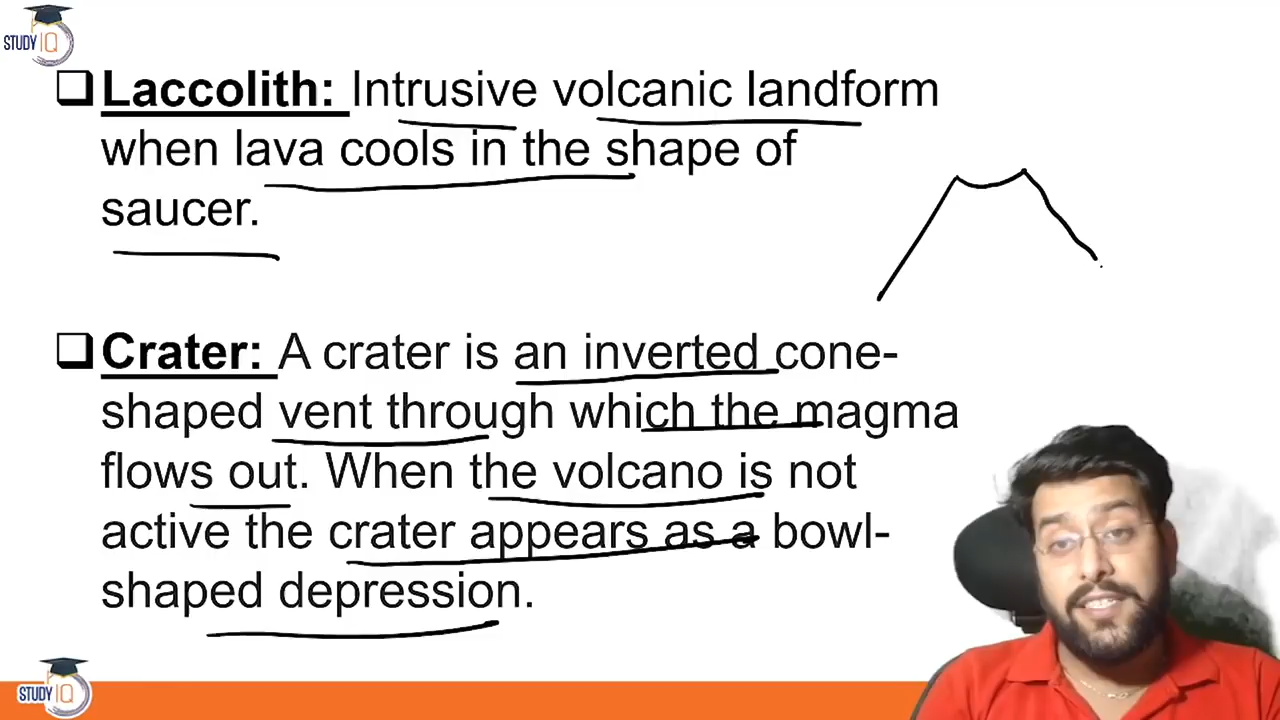 STUDY IQ
❑Laccolith: Intrusive volcanic landform
when lava cools in the shape of
saucer.
❑Crater: A crater is an inverted cone-
shaped vent through which the magma
flows out. When the volcano is not
active the crater appears as a bowl-
shaped depression.
STUDY IQ